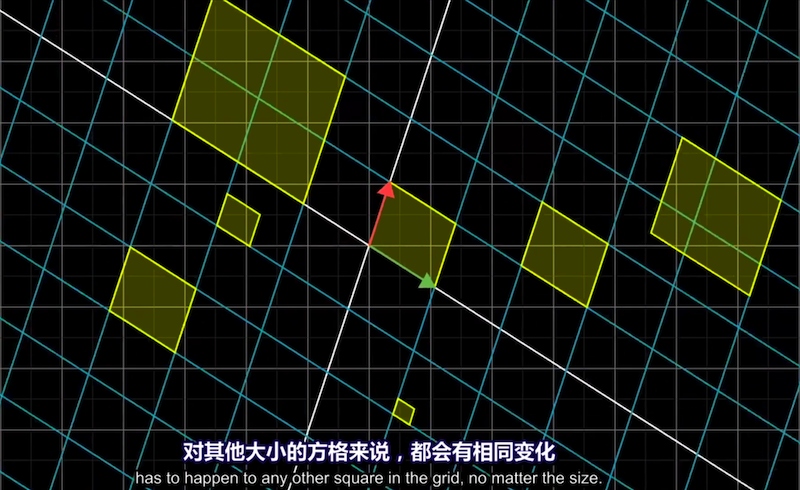 对其他大小的方格来说，都会有相同变化
has to happen to any other square in the grid, no matter the size.